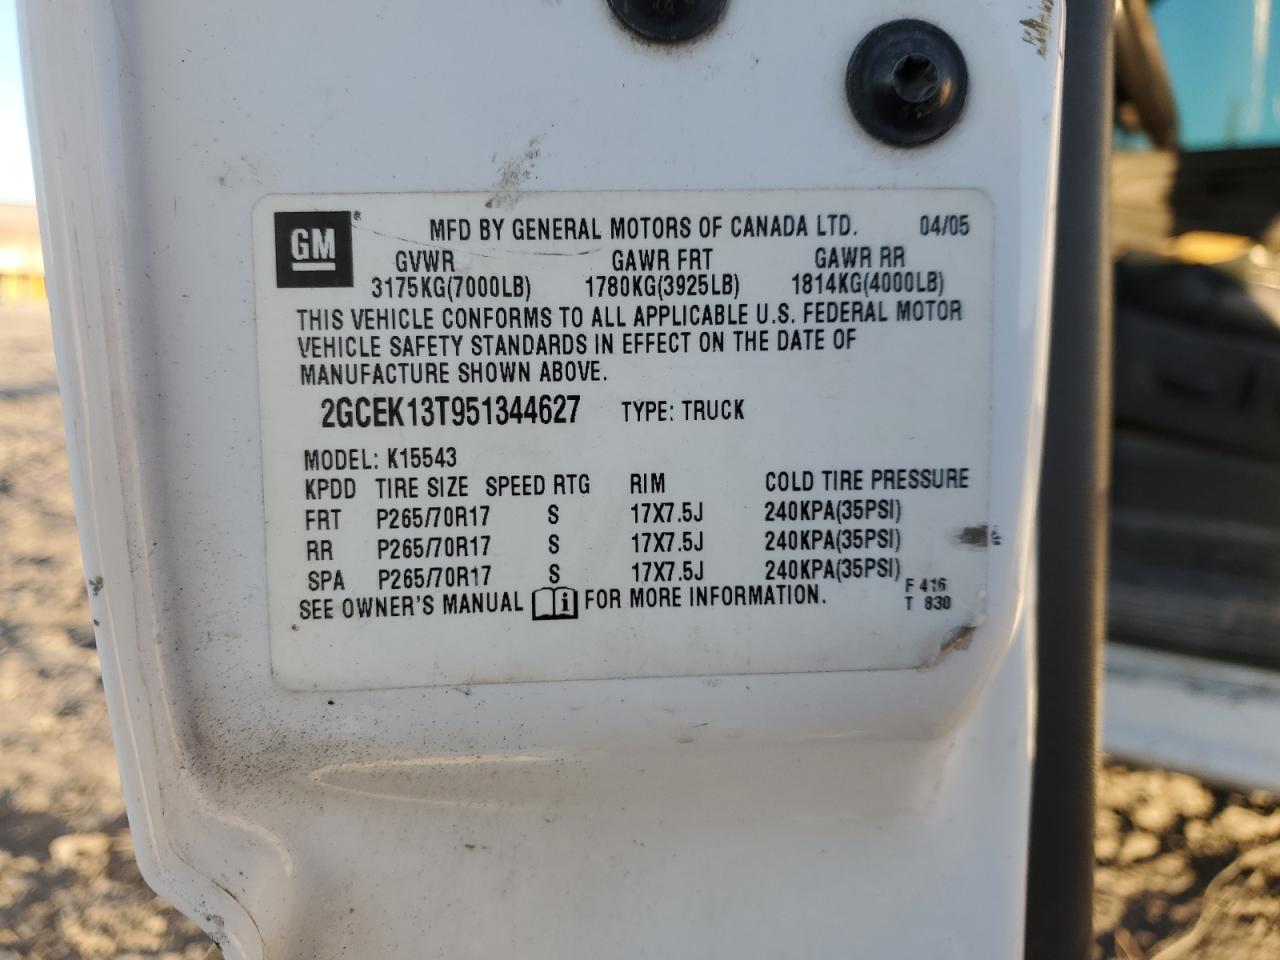 GM ® MFD BY GENERAL MOTORS OF CANADA LTD. 04/05
GVWR GAWR FRT GAWR RR
3175KG(7000LB) 1780KG(3925LB) 1814KG(4000LB)
THIS VEHICLE CONFORMS TO ALL APPLICABLE U.S. FEDERAL MOTOR
VEHICLE SAFETY STANDARDS IN EFFECT ON THE DATE OF
MANUFACTURE SHOWN ABOVE.
2GCEK13T951344627 TYPE: TRUCK
MODEL: K15543
KPDD TIRE SIZE SPEED RTG RIM COLD TIRE PRESSURE
FRT P265/70R17 S 17X7.5J 240KPA(35PSI)
RR P265/70R17 S 17X7.5J 240KPA(35PSI)
SPA P265/70R17 S 17X7.5J 240KPA(35PSI)
SEE OWNER'S MANUAL i FOR MORE INFORMATION.
F 416
T 830